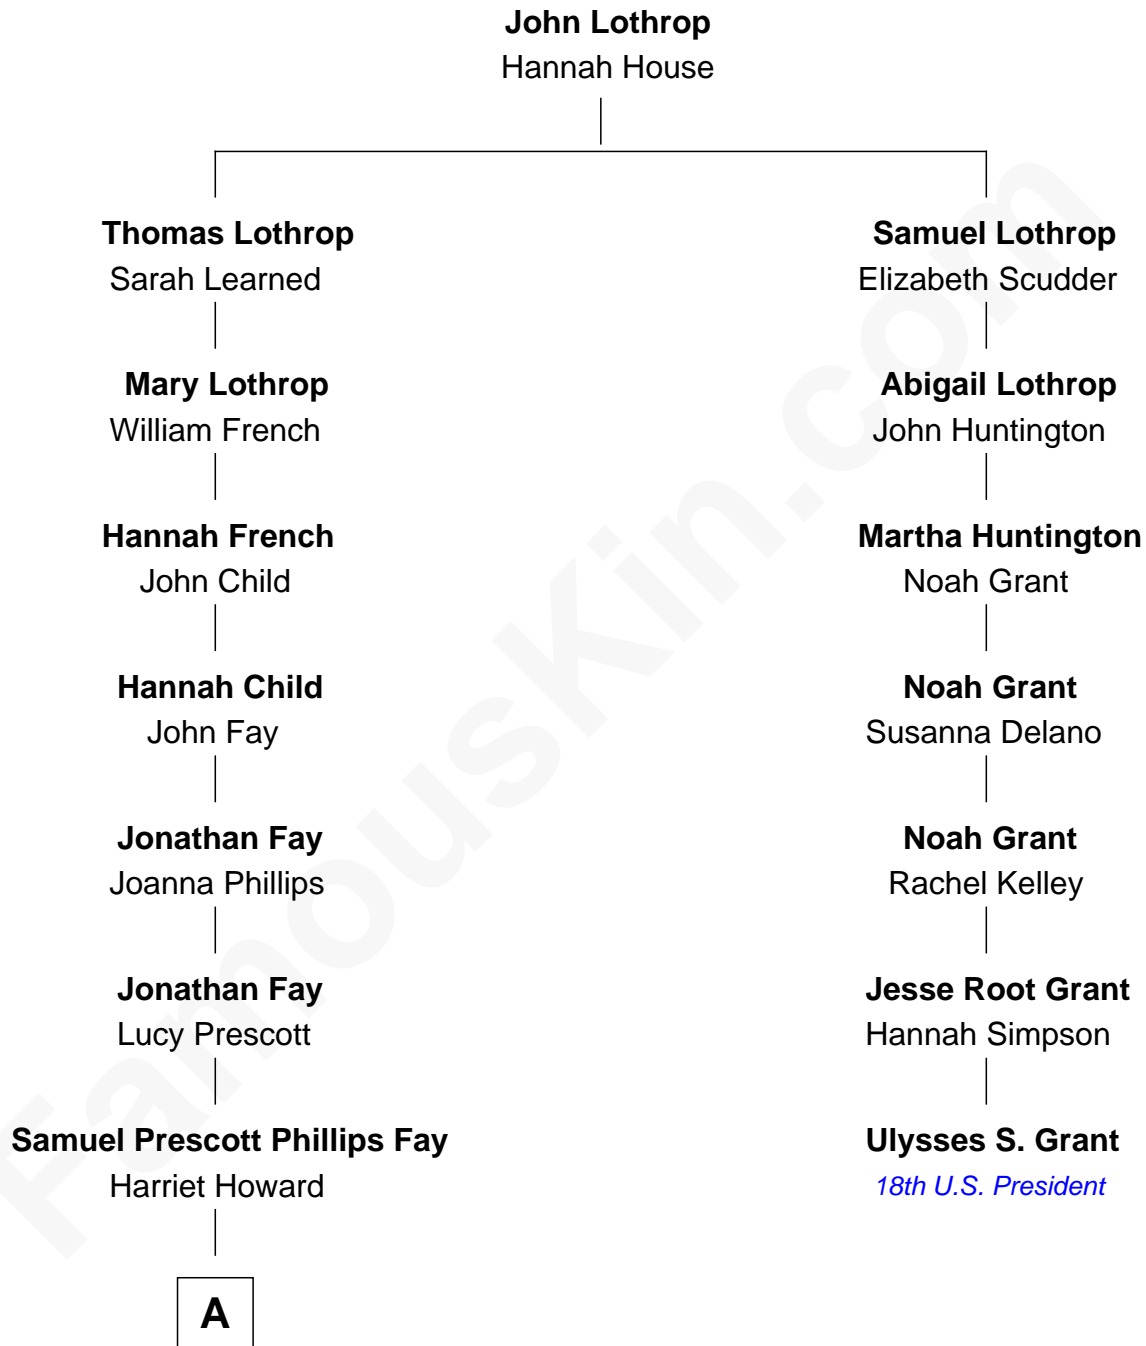 John Lothrop
Hannah House
Thomas Lothrop
Sarah Learned
Samuel Lothrop
Elizabeth Scudder
Mary Lothrop
William French
Abigail Lothrop
John Huntington
Hannah French
John Child
Martha Huntington
Noah Grant
Hannah Child
John Fay
Noah Grant
Susanna Delano
Jonathan Fay
Joanna Phillips
Noah Grant
Rachel Kelley
Jonathan Fay
Lucy Prescott
Jesse Root Grant
Hannah Simpson
Samuel Prescott Phillips Fay
Harriet Howard
Ulysses S. Grant
18th U.S. President
A
FamousKin.com